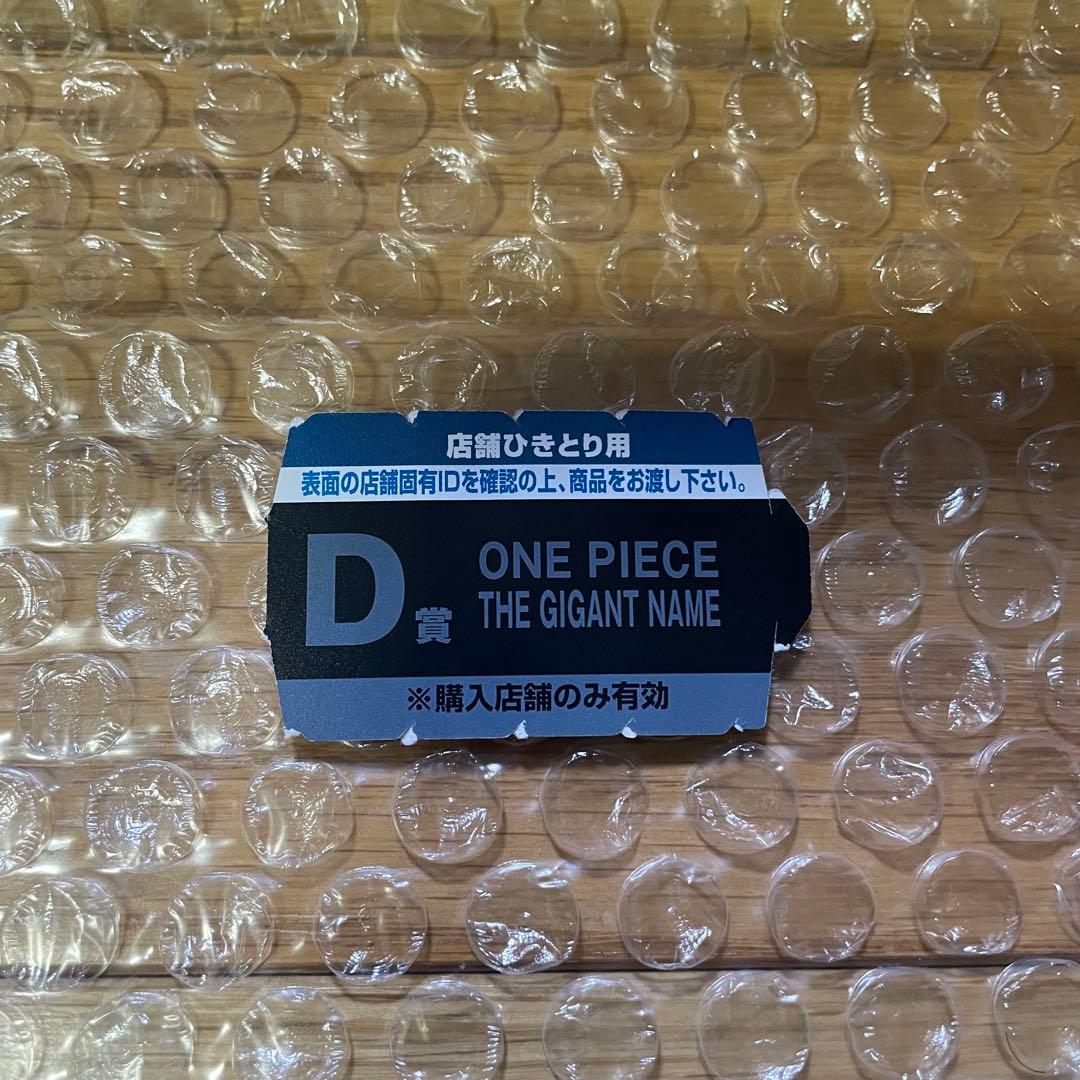 店舗ひきとり用
表面の店舗固有IDを確認の上、商品をお渡し下さい。
D賞
ONE PIECE
THE GIGANT NAME
※購入店舗のみ有効